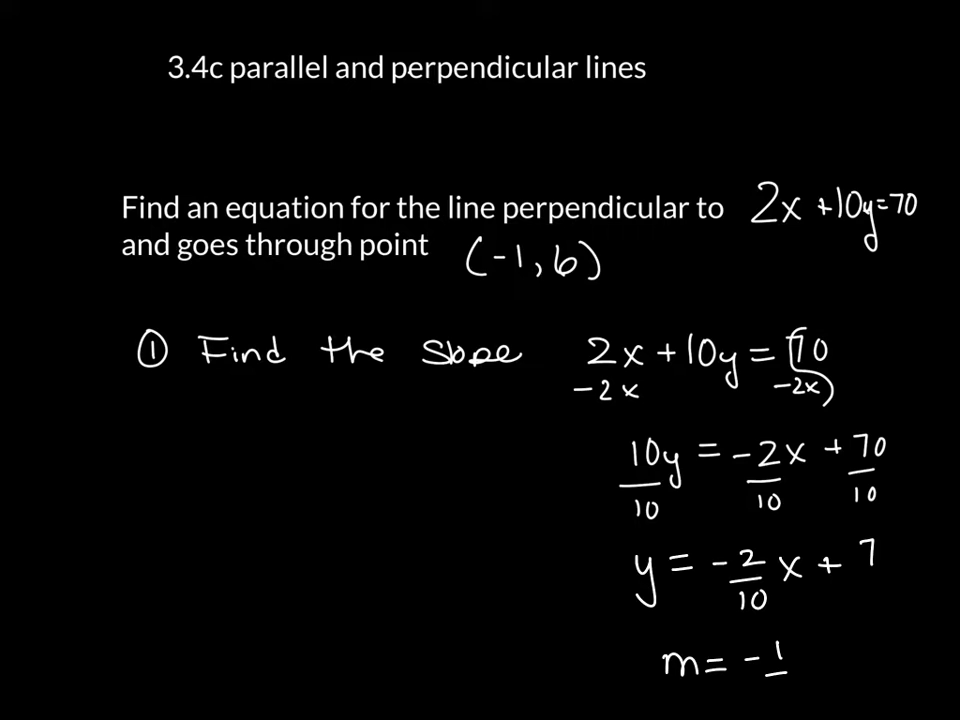 3.4c parallel and perpendicular lines
Find an equation for the line perpendicular to 2x +10y=70
and goes through point (-1, 6)
① Find the slope 2x + 10y = 70
-2x -2x
10y = -2x + 70
10 10 10
y = -2/10 x + 7
m = -1